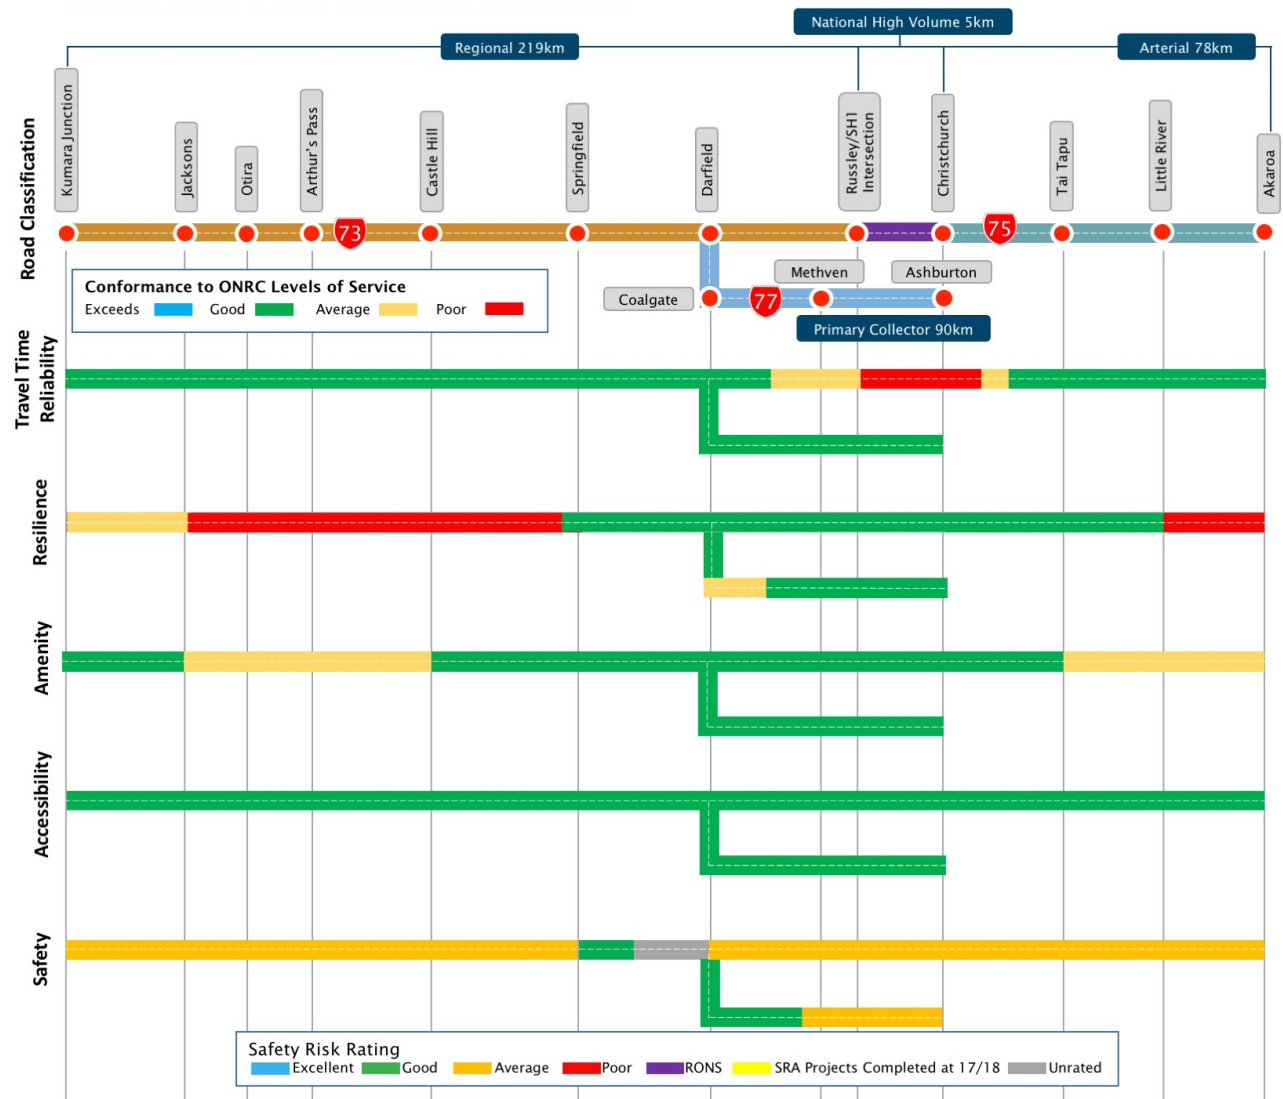 National High Volume 5km
Regional 219km
Arterial 78km
Road Classification
Kumara Junction
Jacksons
Otira
Arthur's Pass
Castle Hill
Springfield
Darfield
Russley/SH1
Intersection
Christchurch
Tai Tapu
Little River
Akaroa
73
75
Conformance to ONRC Levels of Service
Exceeds Good Average Poor
Coalgate
77
Methven
Ashburton
Primary Collector 90km
Travel Time
Reliability
Resilience
Amenity
Accessibility
Safety
Safety Risk Rating
Excellent Good Average Poor RONS SRA Projects Completed at 17/18 Unrated